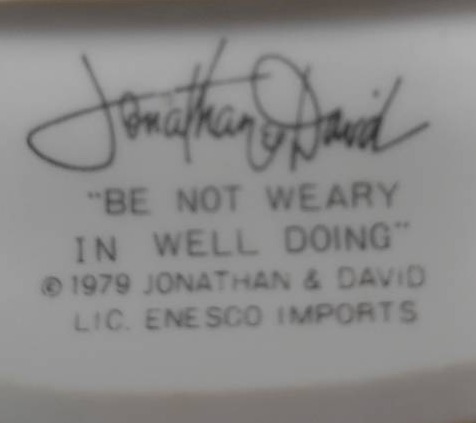 Jonathan & David
"BE NOT WEARY
IN WELL DOING"
© 1979 JONATHAN & DAVID
LIC. ENESCO IMPORTS